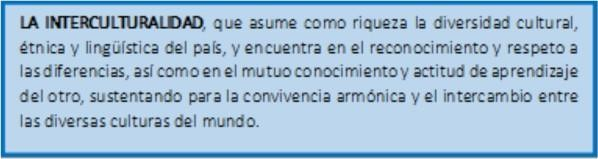 LA INTERCULTURALIDAD, que asume como riqueza la diversidad cultural,
étnica y lingüística del país, y encuentra en el reconocimiento y respeto a
las diferencias, así como en el mutuo conocimiento y actitud de aprendizaje
del otro, sustentando para la convivencia armónica y el intercambio entre
las diversas culturas del mundo.